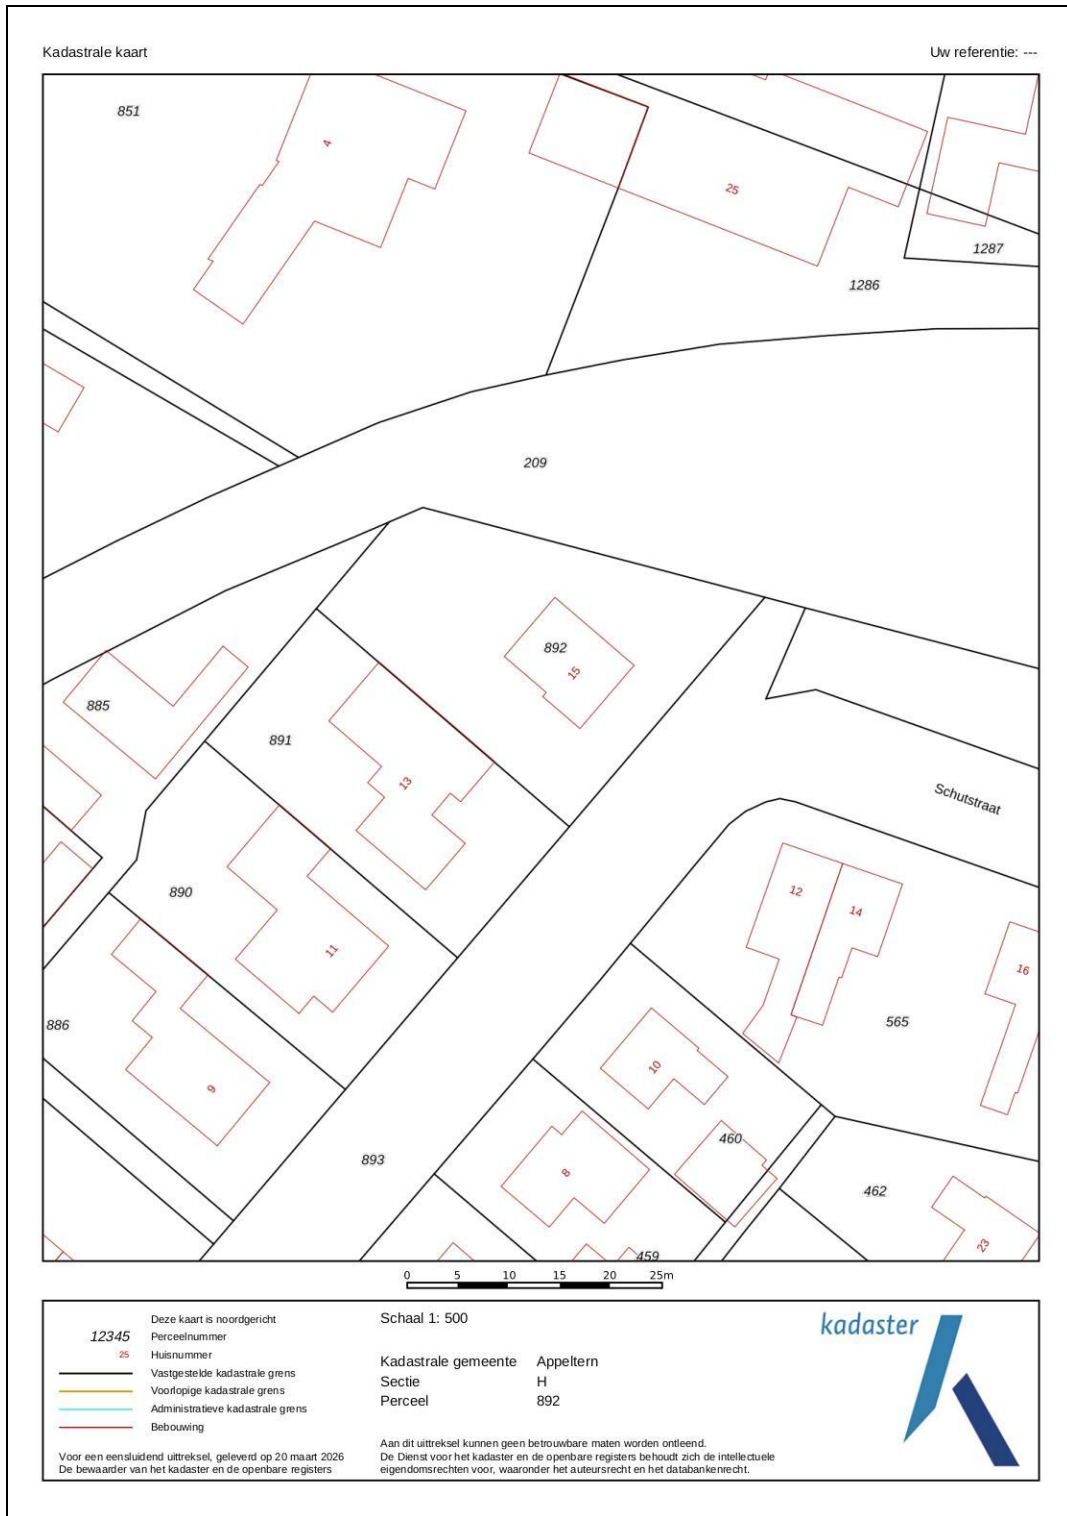 Kadastrale kaart
Uw referentie: ---
851
4
25
1287
1286
209
892
15
885
891
13
Schutstraat
890
11
12
14
16
886
565
9
10
893
460
8
462
459
23
0 5 10 15 20 25m
12345
25
Deze kaart is noordgericht
Perceelnummer
Huisnummer
Vastgestelde kadastrale grens
Voorlopige kadastrale grens
Administratieve kadastrale grens
Bebouwing
Voor een eensluidend uittreksel, geleverd op 20 maart 2026
De bewaarder van het kadaster en de openbare registers
Schaal 1: 500
Kadastrale gemeente Appeltern
Sectie H
Perceel 892
Aan dit uittreksel kunnen geen betrouwbare maten worden ontleend.
De Dienst voor het kadaster en de openbare registers behoudt zich de intellectuele
eigendomsrechten voor, waaronder het auteursrecht en het databankenrecht.
kadaster